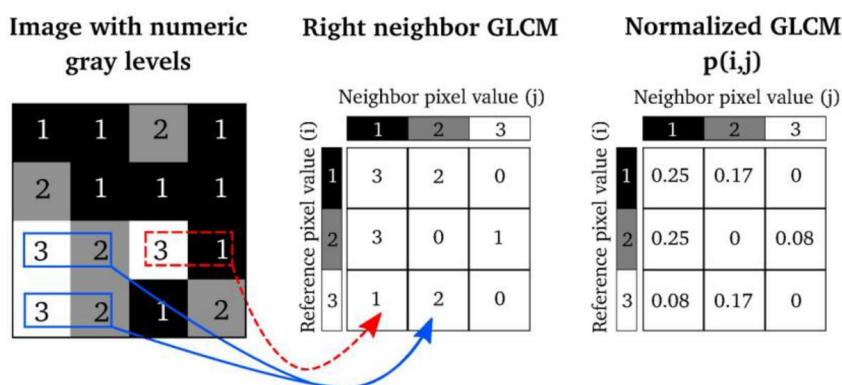 Image with numeric
gray levels
1 1 2 1
2 1 1 1
3 2 3 1
3 2 1 2
Right neighbor GLCM
Neighbor pixel value (j)
Reference pixel value (i)
1 2 3
1 3 2 0
2 3 0 1
3 1 2 0
Normalized GLCM
p(i,j)
Neighbor pixel value (j)
Reference pixel value (i)
1 2 3
1 0.25 0.17 0
2 0.25 0 0.08
3 0.08 0.17 0